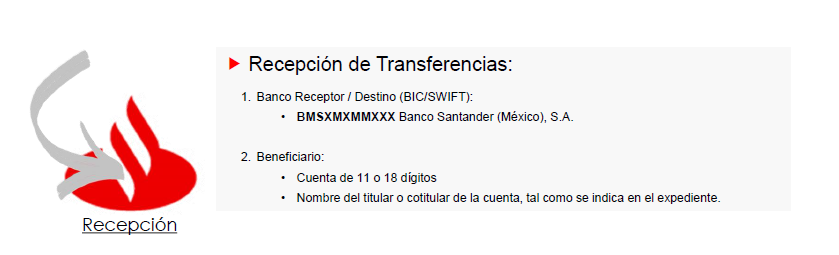 Recepción de Transferencias:
1. Banco Receptor / Destino (BIC/SWIFT):
• BMSXMXMMXXX Banco Santander (México), S.A.
2. Beneficiario:
• Cuenta de 11 o 18 dígitos
• Nombre del titular o cotitular de la cuenta, tal como se indica en el expediente.
Recepción